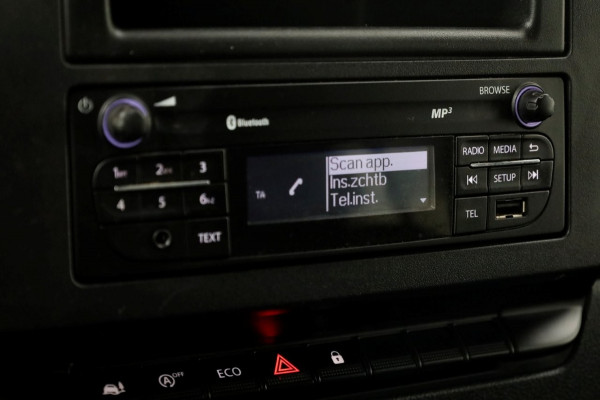 BROWSE
Bluetooth
MP3
1
2
3
4
5
6
TEXT
TA
Scan app.
Ins.zchtb
Tel.inst.
RADIO
MEDIA
SETUP
TEL
A OFF
ECO